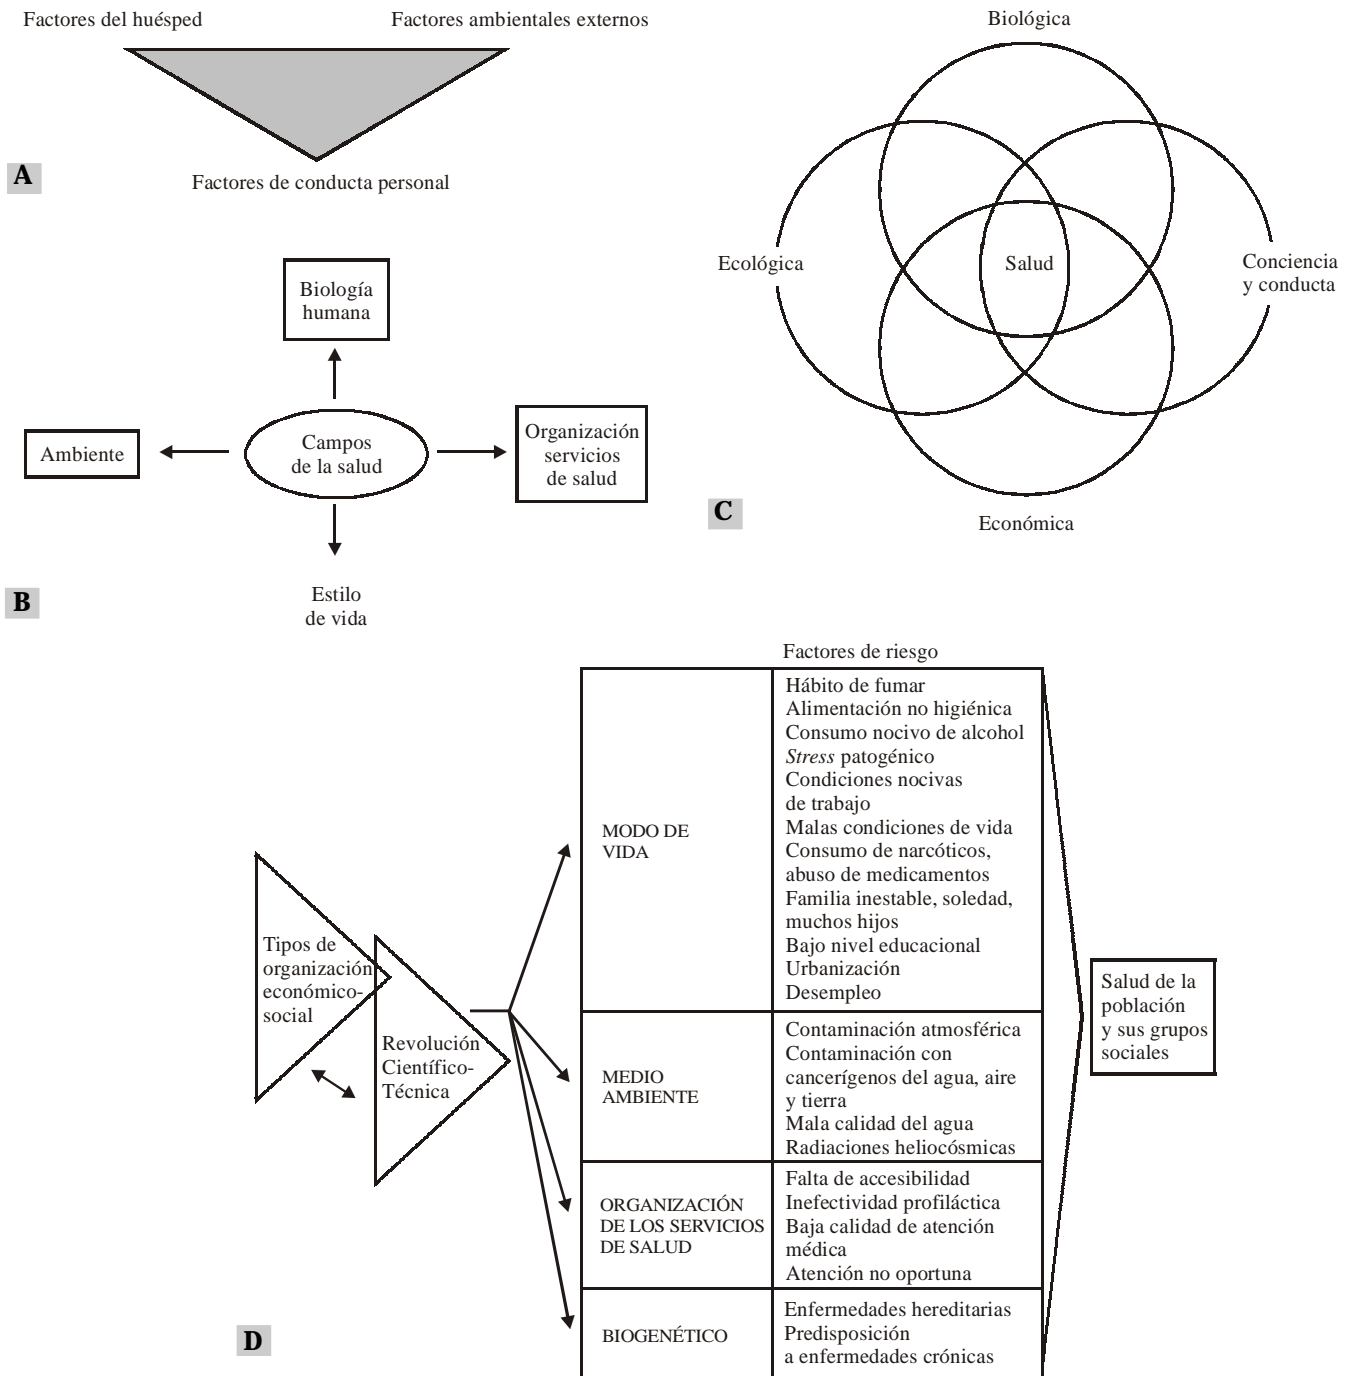 Factores del huésped
Factores ambientales externos
Factores de conducta personal
A
Biología
humana
Ambiente
Campos
de la salud
Organización
servicios
de salud
Estilo
de vida
B
Biológica
Ecológica
Salud
Conciencia
y conducta
Económica
C
Factores de riesgo
Tipos de
organización
económico-
social
Revolución
Científico-
Técnica
MODO DE
VIDA
Hábito de fumar
Alimentación no higiénica
Consumo nocivo de alcohol
Stress patogénico
Condiciones nocivas
de trabajo
Malas condiciones de vida
Consumo de narcóticos,
abuso de medicamentos
Familia inestable, soledad,
muchos hijos
Bajo nivel educacional
Urbanización
Desempleo
MEDIO
AMBIENTE
Contaminación atmosférica
Contaminación con
cancerígenos del agua, aire
y tierra
Mala calidad del agua
Radiaciones heliocósmicas
ORGANIZACIÓN
DE LOS SERVICIOS
DE SALUD
Falta de accesibilidad
Inefectividad profiláctica
Baja calidad de atención
médica
Atención no oportuna
BIOGENÉTICO
Enfermedades hereditarias
Predisposición
a enfermedades crónicas
Salud de la
población
y sus grupos
sociales
D